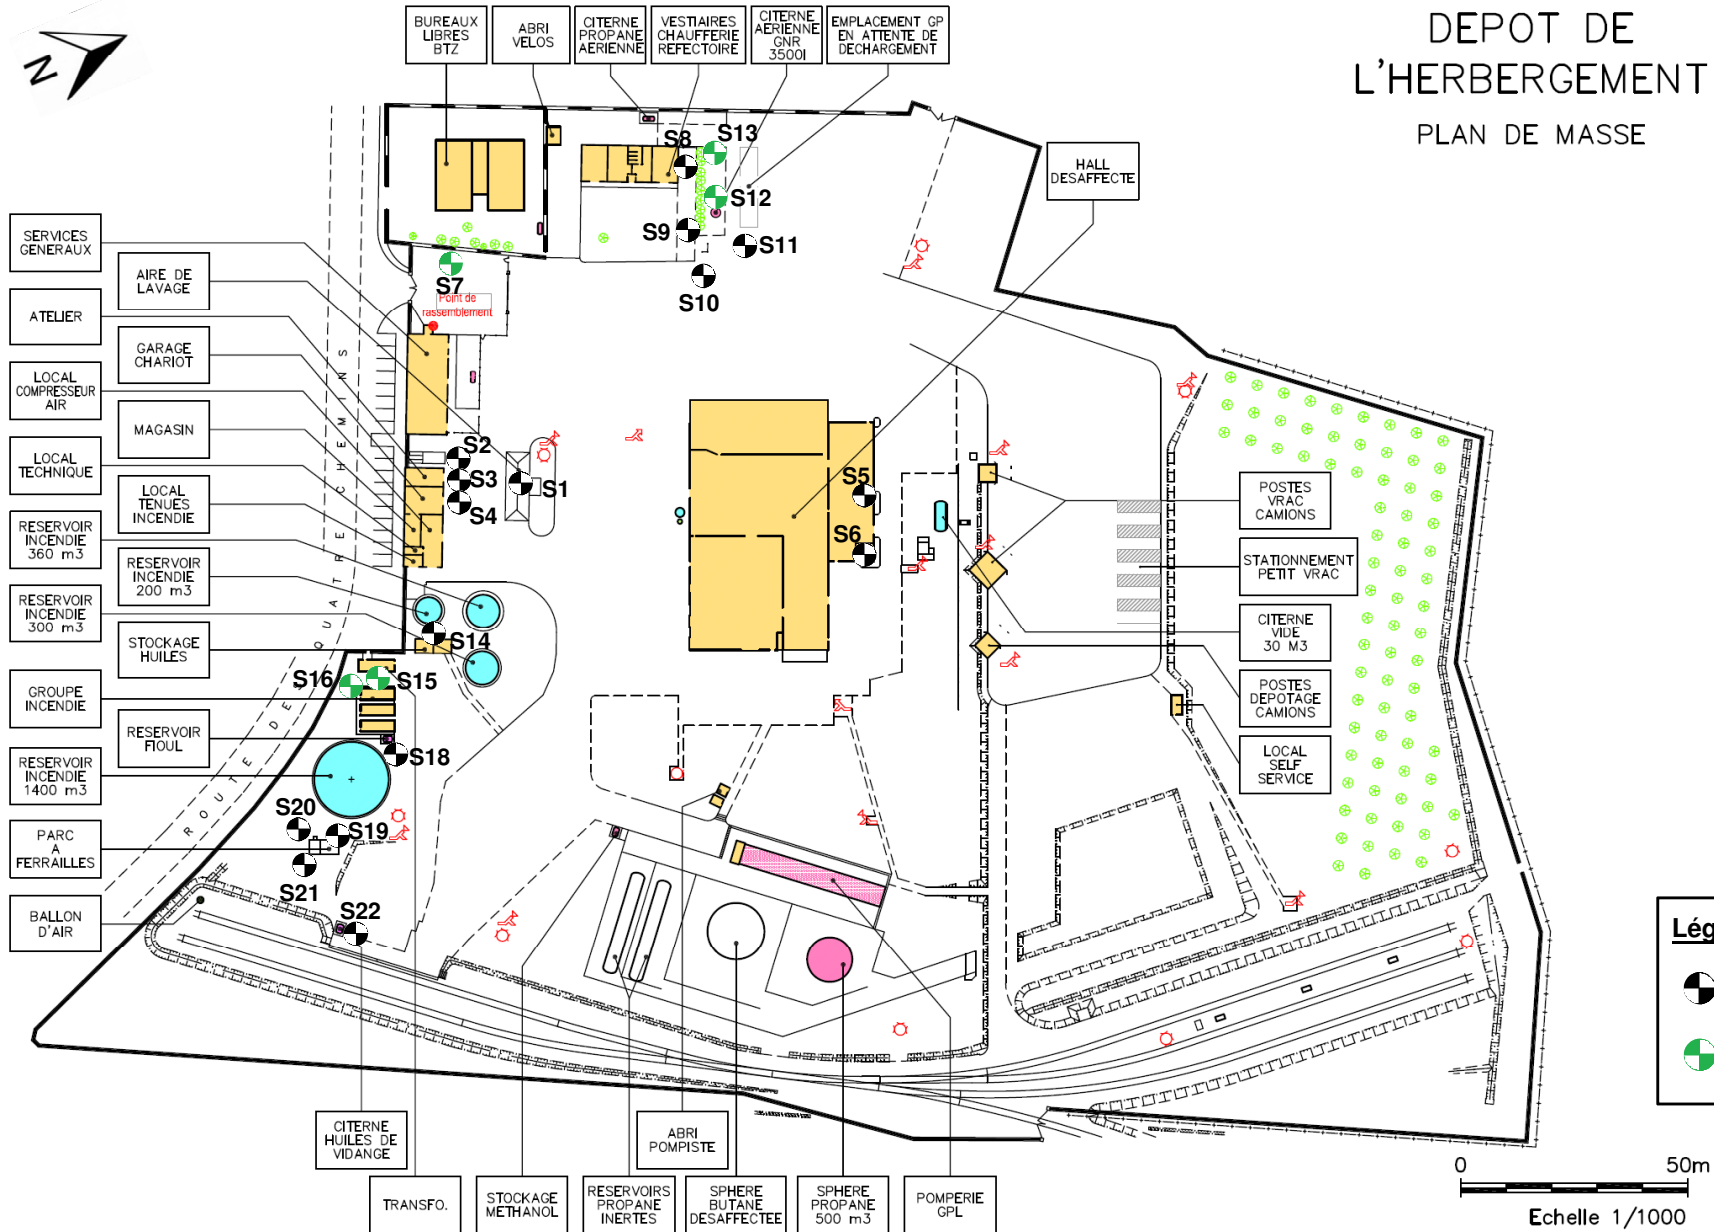 DEPOT DE
L'HERBERGEMENT
PLAN DE MASSE
N
BUREAUX
LIBRES
BTZ
ABRI
VELOS
CITERNE
PROPANE
AERIENNE
VESTIAIRES
CHAUFFERIE
REFECTOIRE
CITERNE
AERIENNE
GNR
3500l
EMPLACEMENT GP
EN ATTENTE DE
DECHARGEMENT
HALL
DESAFFECTE
SERVICES
GENERAUX
AIRE DE
LAVAGE
ATELIER
GARAGE
CHARIOT
LOCAL
COMPRESSEUR
AIR
MAGASIN
LOCAL
TECHNIQUE
LOCAL
TENUES
INCENDIE
RESERVOIR
INCENDIE
360 m3
RESERVOIR
INCENDIE
200 m3
RESERVOIR
INCENDIE
300 m3
STOCKAGE
HUILES
GROUPE
INCENDIE
RESERVOIR
FIOUL
RESERVOIR
INCENDIE
1400 m3
PARC
A
FERRAILLES
BALLON
D'AIR
ROUTE DES QUATRE CHEMINS
Point de
rassemblement
S8
S13
S12
S9
S11
S10
S7
S2
S3
S4
S1
S5
S6
S14
S16
S15
S18
S20
S19
S21
S22
POSTES
VRAC
CAMIONS
STATIONNEMENT
PETIT VRAC
CITERNE
VIDE
30 M3
POSTES
DEPOTAGE
CAMIONS
LOCAL
SELF
SERVICE
Lég
CITERNE
HUILES DE
VIDANGE
ABRI
POMPISTE
TRANSFO.
STOCKAGE
METHANOL
RESERVOIRS
PROPANE
INERTES
SPHERE
BUTANE
DESAFFECTEE
SPHERE
PROPANE
500 m3
POMPERIE
GPL
0 50m
Echelle 1/1000